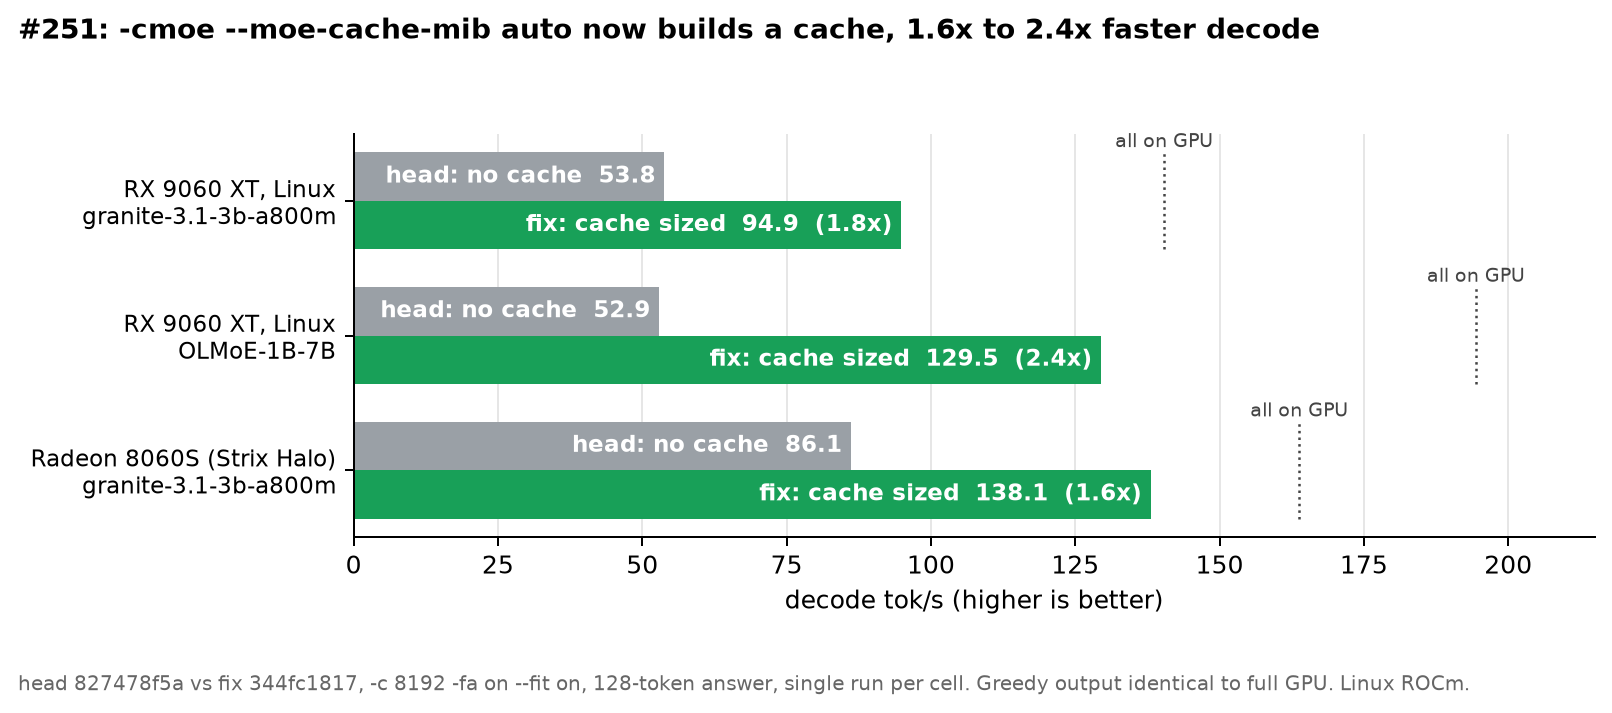 #251: -cmoe --moe-cache-mib auto now builds a cache, 1.6x to 2.4x faster decode
all on GPU
RX 9060 XT, Linux
granite-3.1-3b-a800m
head: no cache 53.8
fix: cache sized 94.9 (1.8x)
all on GPU
RX 9060 XT, Linux
OLMoE-1B-7B
head: no cache 52.9
fix: cache sized 129.5 (2.4x)
all on GPU
Radeon 8060S (Strix Halo)
granite-3.1-3b-a800m
head: no cache 86.1
fix: cache sized 138.1 (1.6x)
0 25 50 75 100 125 150 175 200
decode tok/s (higher is better)
head 827478f5a vs fix 344fc1817, -c 8192 -fa on --fit on, 128-token answer, single run per cell. Greedy output identical to full GPU. Linux ROCm.